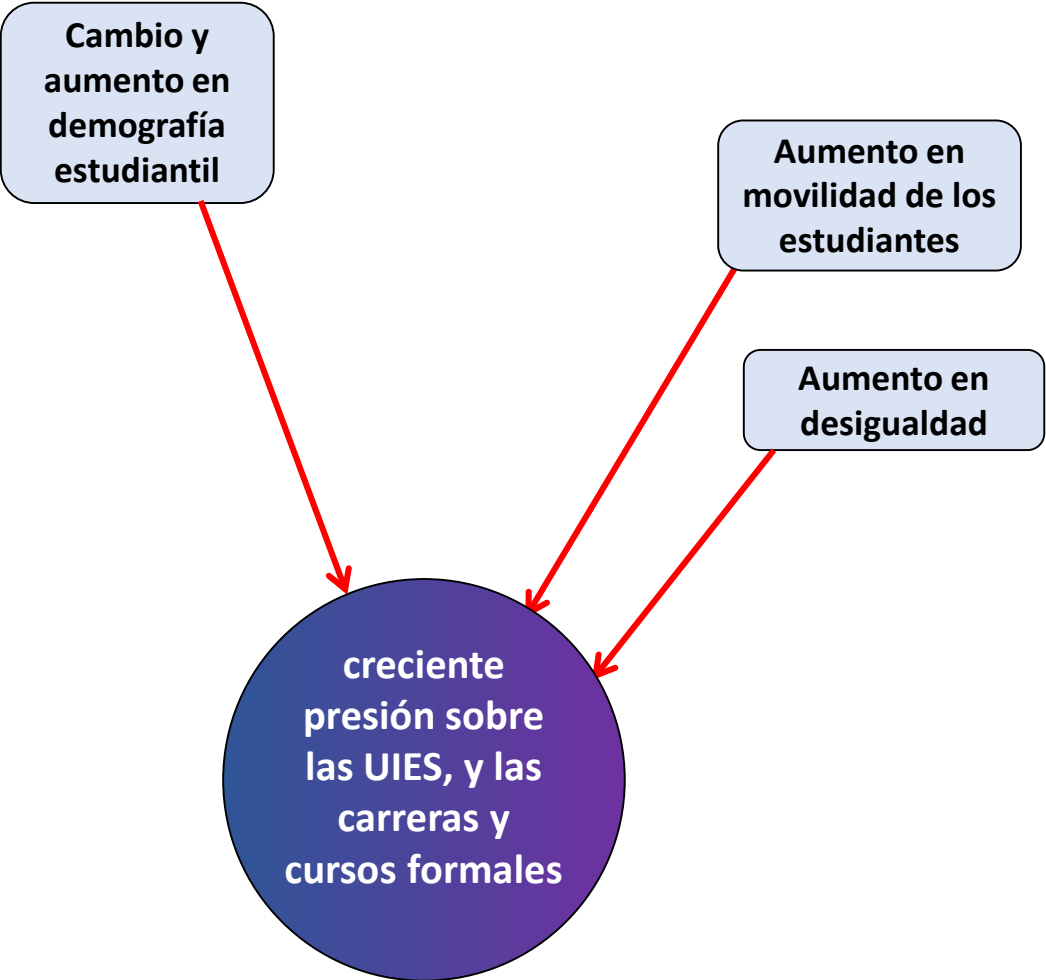 Cambio y
aumento en
demografía
estudiantil
Aumento en
movilidad de los
estudiantes
Aumento en
desigualdad
creciente
presión sobre
las UIES, y las
carreras y
cursos formales